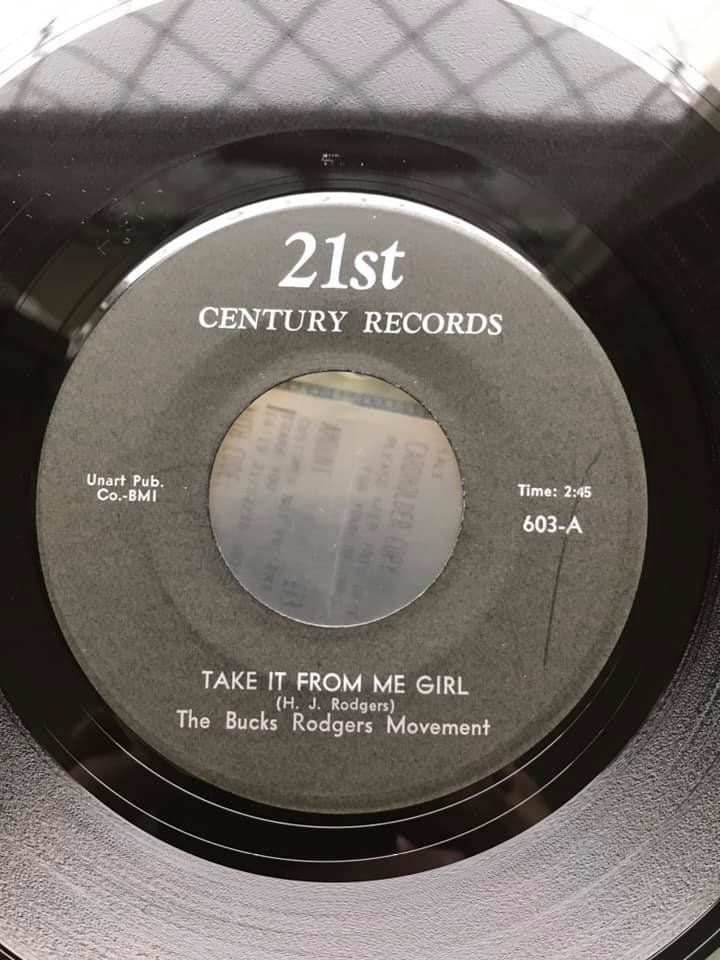 21st
CENTURY RECORDS
Unart Pub.
Co.-BMI
Time: 2:45
603-A
TAKE IT FROM ME GIRL
(H. J. Rodgers)
The Bucks Rodgers Movement